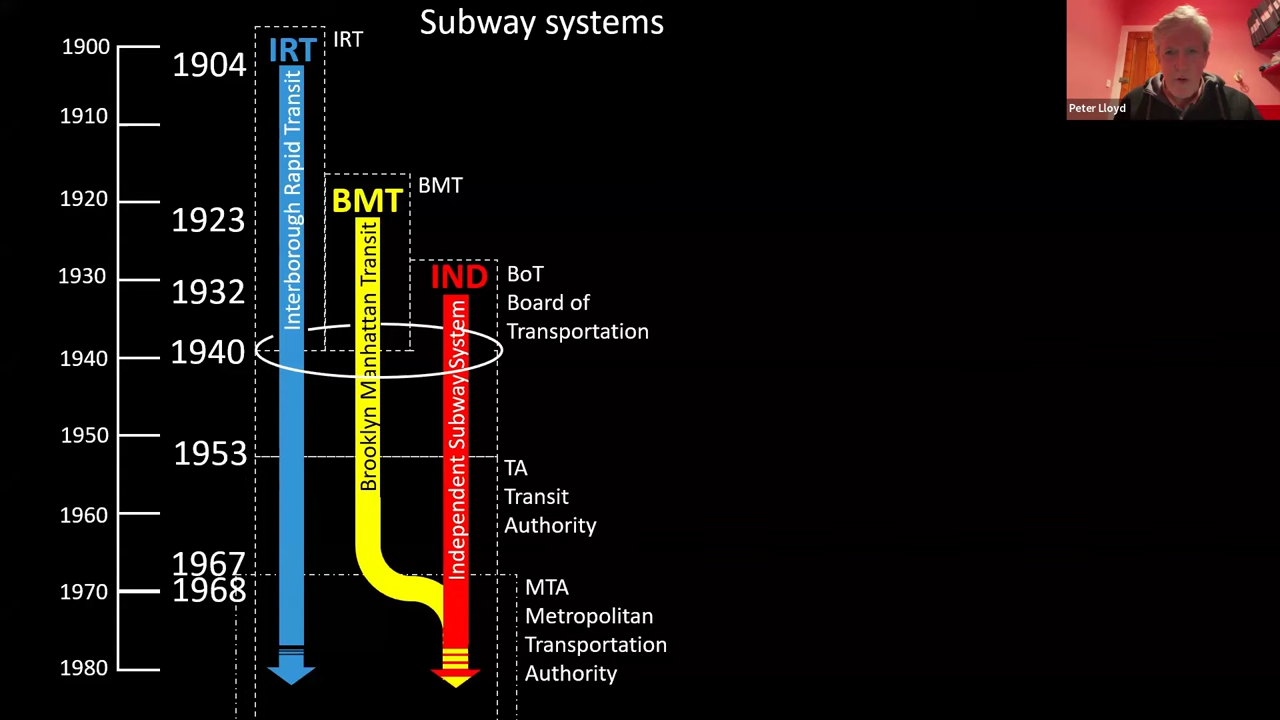 Subway systems
Peter Lloyd
1900
1910
1920
1930
1940
1950
1960
1970
1980
1904
1923
1932
1940
1953
1967
1968
IRT
IRT
Interborough Rapid Transit
BMT
BMT
Brooklyn Manhattan Transit
IND
Independent Subway System
BoT
Board of
Transportation
TA
Transit
Authority
MTA
Metropolitan
Transportation
Authority